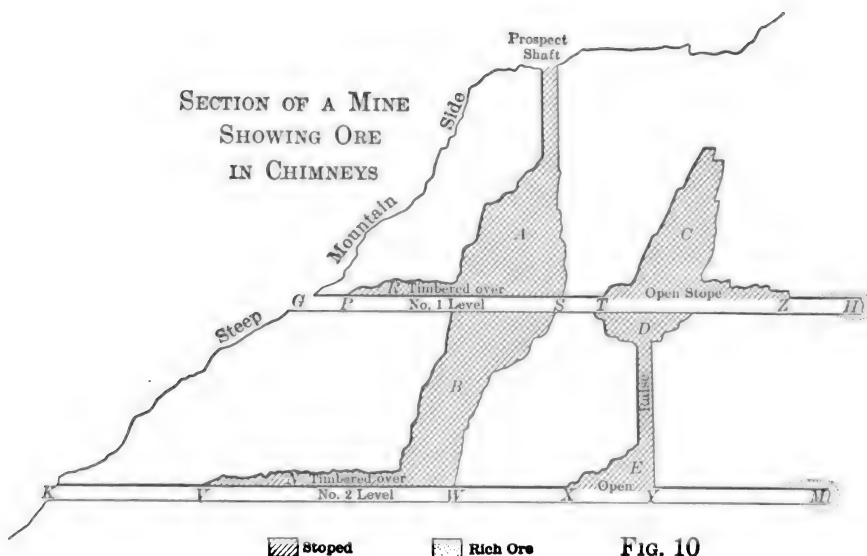 Prospect
Shaft
SECTION OF A MINE
SHOWING ORE
IN CHIMNEYS
Mountain Side
A
C
R Timbered over
Open Stope
G P No. 1 Level S T Z H
Steep
D
B
Raise
E
N Timbered over
Open
K V No. 2 Level W X Y M
Stoped Rich Ore FIG. 10